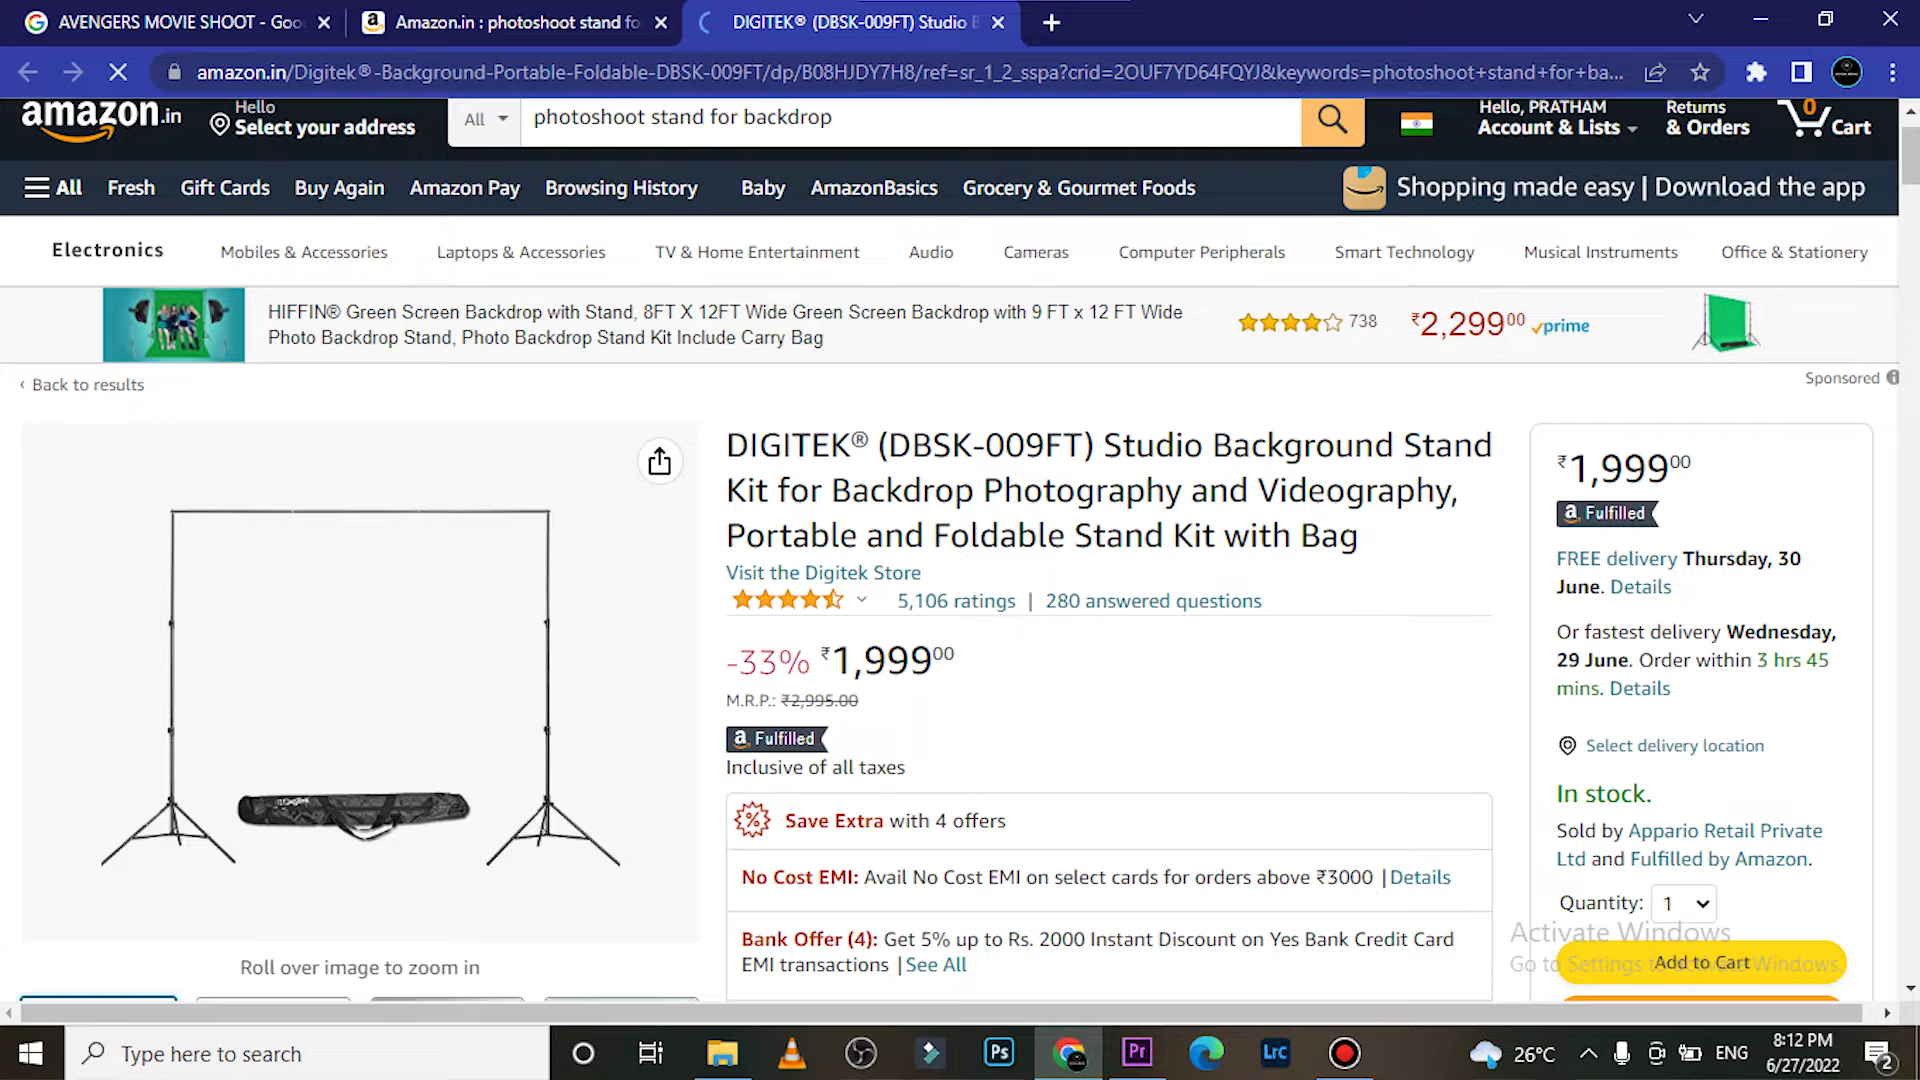 AVENGERS MOVIE SHOOT - Goo
Amazon.in : photoshoot stand fo
DIGITEK® (DBSK-009FT) Studio B
amazon.in/Digitek®-Background-Portable-Foldable-DBSK-009FT/dp/B08HJDY7H8/ref=sr_1_2_sspa?crid=2OUF7YD64FQYJ&keywords=photoshoot+stand+for+ba...
amazon.in
Hello
Select your address
All
photoshoot stand for backdrop
Hello, PRATHAM
Account & Lists
Returns
& Orders
0
Cart
All
Fresh
Gift Cards
Buy Again
Amazon Pay
Browsing History
Baby
AmazonBasics
Grocery & Gourmet Foods
Shopping made easy | Download the app
Electronics
Mobiles & Accessories
Laptops & Accessories
TV & Home Entertainment
Audio
Cameras
Computer Peripherals
Smart Technology
Musical Instruments
Office & Stationery
HIFFIN® Green Screen Backdrop with Stand, 8FT X 12FT Wide Green Screen Backdrop with 9 FT x 12 FT Wide
Photo Backdrop Stand, Photo Backdrop Stand Kit Include Carry Bag
738
₹2,299⁰⁰
prime
‹ Back to results
Sponsored
DIGITEK® (DBSK-009FT) Studio Background Stand
Kit for Backdrop Photography and Videography,
Portable and Foldable Stand Kit with Bag
Visit the Digitek Store
5,106 ratings | 280 answered questions
-33% ₹1,999⁰⁰
M.R.P.: ₹2,995.00
a Fulfilled
Inclusive of all taxes
Save Extra with 4 offers
No Cost EMI: Avail No Cost EMI on select cards for orders above ₹3000 |Details
Bank Offer (4): Get 5% up to Rs. 2000 Instant Discount on Yes Bank Credit Card
EMI transactions |See All
Roll over image to zoom in
₹1,999⁰⁰
a Fulfilled
FREE delivery Thursday, 30
June. Details
Or fastest delivery Wednesday,
29 June. Order within 3 hrs 45
mins. Details
Select delivery location
In stock.
Sold by Appario Retail Private
Ltd and Fulfilled by Amazon.
Quantity: 1
Activate Windows
Go to Settings to activate Windows.
Add to Cart
Type here to search
Ps
Pr
LrC
26°C
ENG
8:12 PM
6/27/2022
2